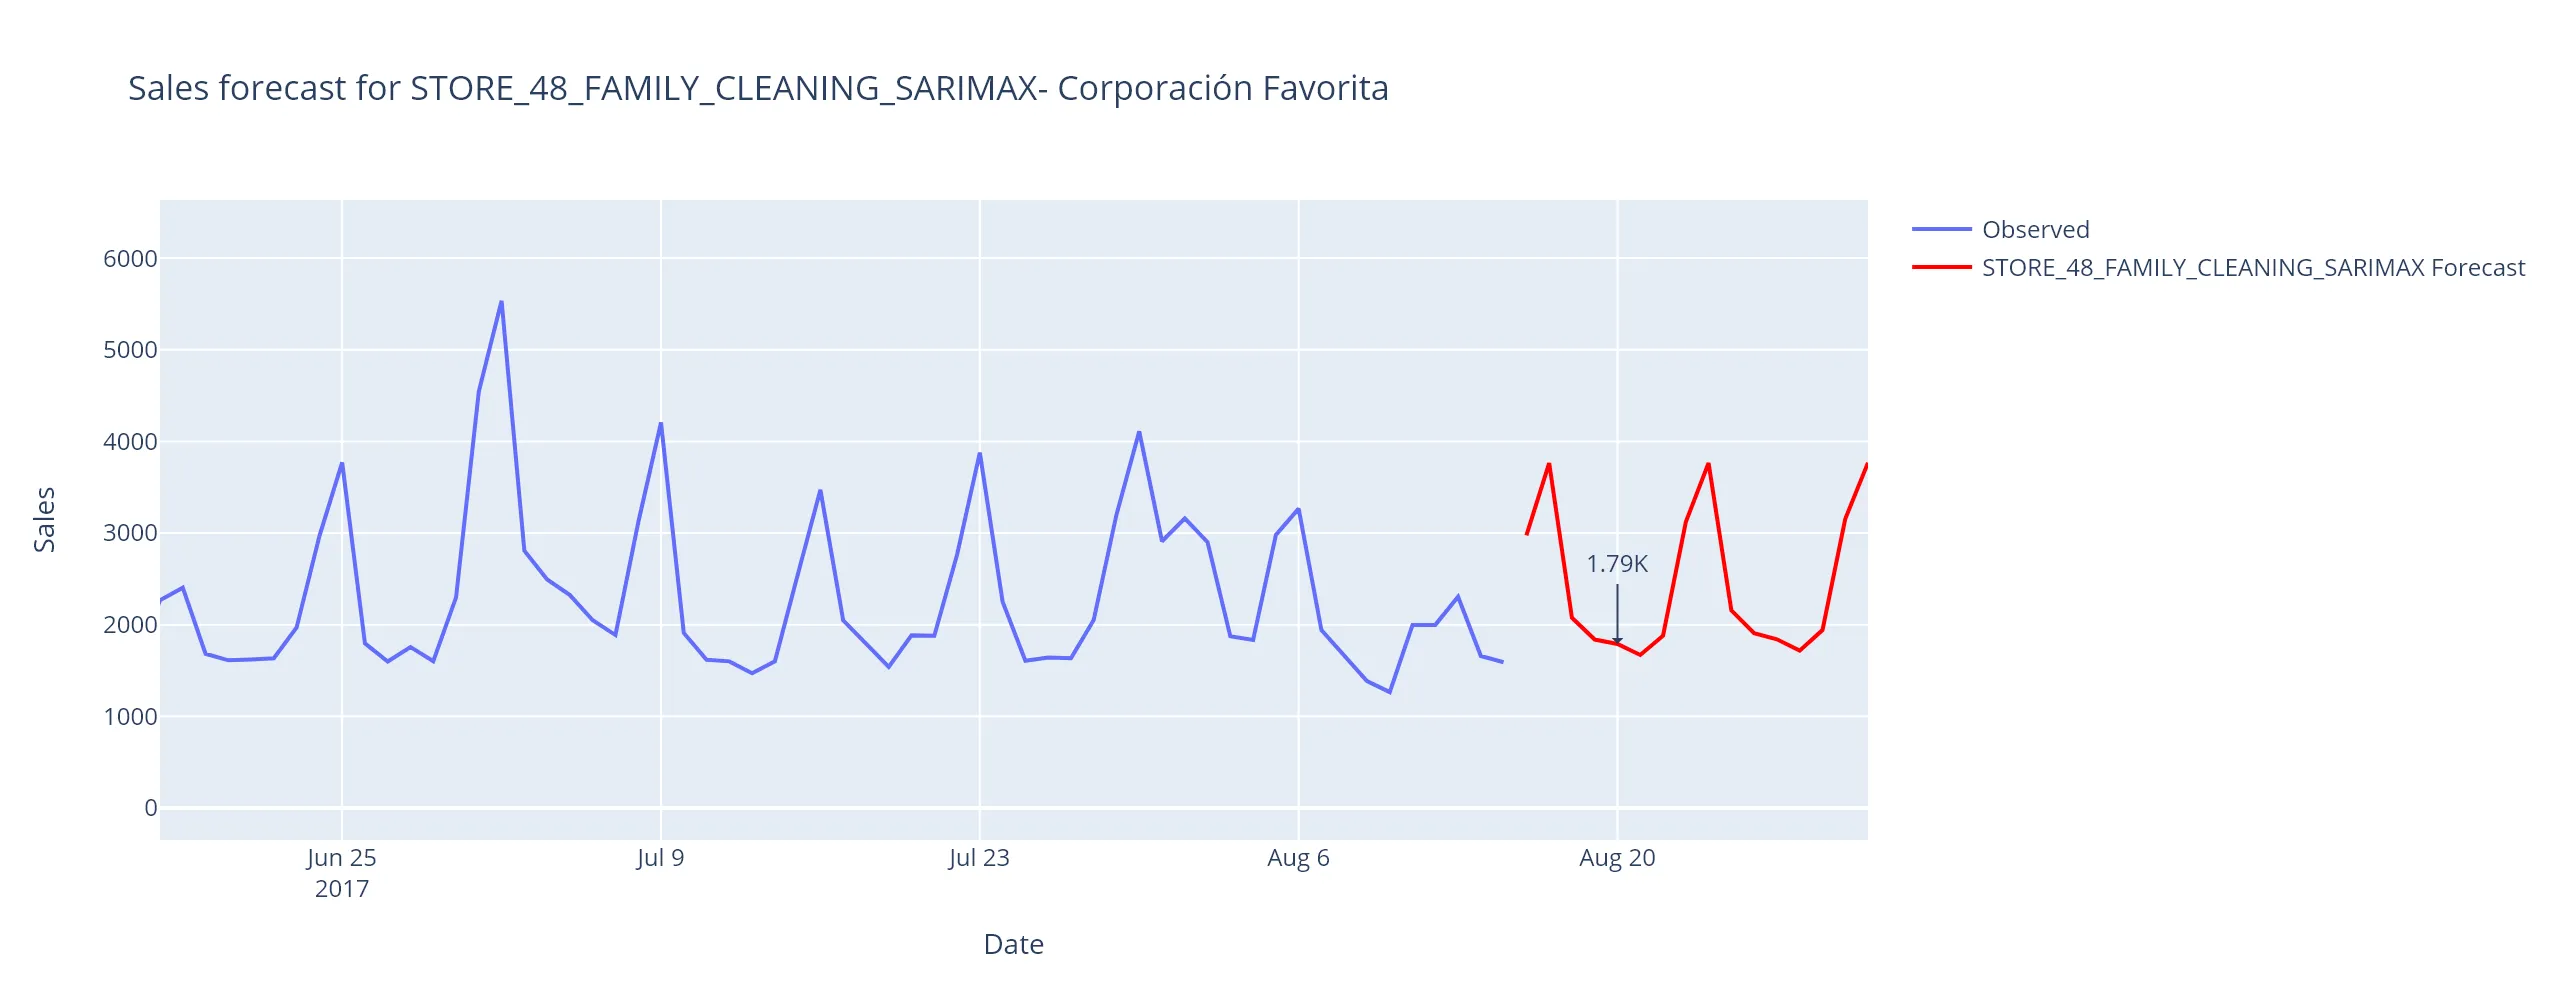 Sales forecast for STORE_48_FAMILY_CLEANING_SARIMAX- Corporación Favorita
Observed
STORE_48_FAMILY_CLEANING_SARIMAX Forecast
6000
5000
4000
3000
2000
1000
0
Sales
1.79K
Jun 25
2017
Jul 9
Jul 23
Aug 6
Aug 20
Date